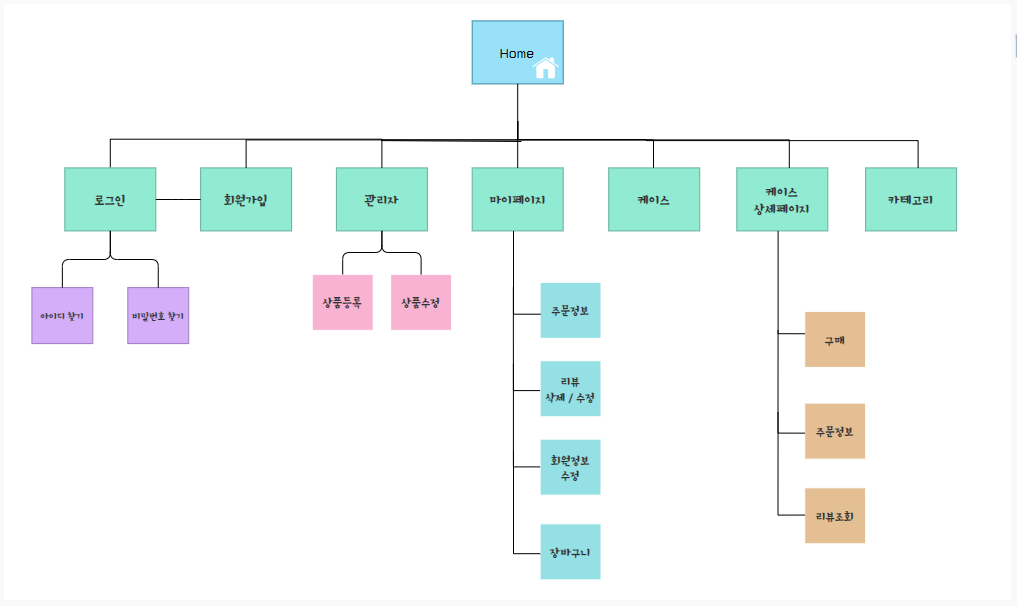 Home
로그인
회원가입
관리자
마이페이지
케이스
케이스
상세페이지
카테고리
아이디 찾기
비밀번호 찾기
상품등록
상품수정
주문정보
리뷰
삭제 / 수정
회원정보
수정
장바구니
구매
주문정보
리뷰조회